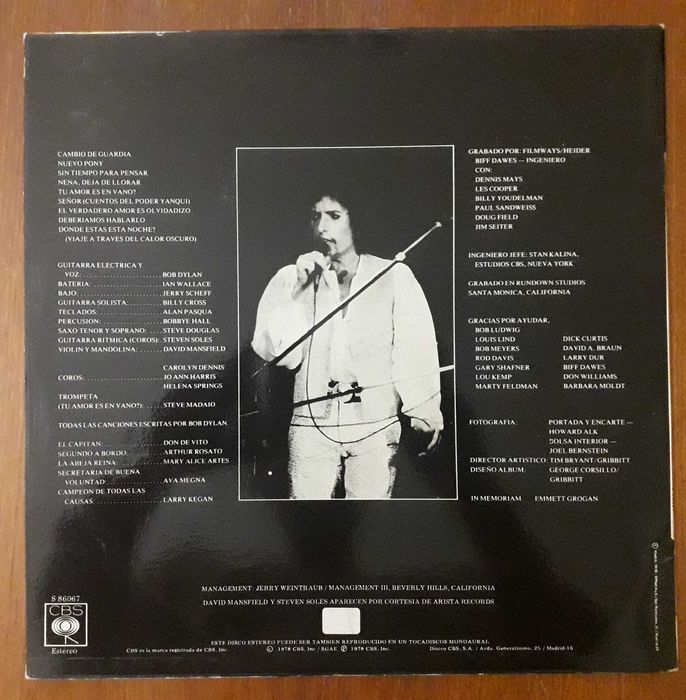 CAMBIO DE GUARDIA
NUEVO PONY
SIN TIEMPO PARA PENSAR
NENA, DEJA DE LLORAR
TU AMOR ES EN VANO?
SEÑOR (CUENTOS DEL PODER YANQUI)
EL VERDADERO AMOR ES OLVIDADIZO
DEBERIAMOS HABLARLO
DONDE ESTAS ESTA NOCHE?
(VIAJE A TRAVES DEL CALOR OSCURO)
GUITARRA ELECTRICA Y
VOZ: BOB DYLAN
BATERIA: IAN WALLACE
BAJO: JERRY SCHEFF
GUITARRA SOLISTA: BILLY CROSS
TECLADOS: ALAN PASQUA
PERCUSION: BOBBYE HALL
SAXO TENOR Y SOPRANO: STEVE DOUGLAS
GUITARRA RITMICA (COROS): STEVEN SOLES
VIOLIN Y MANDOLINA: DAVID MANSFIELD
CAROLYN DENNIS
COROS: JO ANN HARRIS
HELENA SPRINGS
TROMPETA
(TU AMOR ES EN VANO?): STEVE MADAIO
TODAS LAS CANCIONES ESCRITAS POR BOB DYLAN
EL CAPITAN: DON DE VITO
SEGUNDO A BORDO: ARTHUR ROSATO
LA ABEJA REINA: MARY ALICE ARTES
SECRETARIA DE BUENA
VOLUNTAD: AVA MEGNA
CAMPEON DE TODAS LAS
CAUSAS: LARRY KEGAN
GRABADO POR: FILMWAYS/HEIDER
BIFF DAWES — INGENIERO
CON:
DENNIS MAYS
LES COOPER
BILLY YOUDELMAN
PAUL SANDWEISS
DOUG FIELD
JIM SEITER
INGENIERO JEFE: STAN KALINA,
ESTUDIOS CBS, NUEVA YORK
GRABADO EN RUNDOWN STUDIOS
SANTA MONICA, CALIFORNIA
GRACIAS POR AYUDAR,
BOB LUDWIG
LOUIS LIND DICK CURTIS
BOB MEYERS DAVID A. BRAUN
ROD DAVIS LARRY DUR
GARY SHAFNER BIFF DAWES
LOU KEMP DON WILLIAMS
MARTY FELDMAN BARBARA MOLDT
FOTOGRAFIA: PORTADA Y ENCARTE —
HOWARD ALK
BOLSA INTERIOR —
JOEL BERNSTEIN
DIRECTOR ARTISTICO: TIM BRYANT/GRIBBITT
DISEÑO ALBUM: GEORGE CORSILLO/
GRIBBITT
IN MEMORIAM EMMETT GROGAN
MANAGEMENT: JERRY WEINTRAUB / MANAGEMENT III, BEVERLY HILLS, CALIFORNIA
DAVID MANSFIELD Y STEVEN SOLES APARECEN POR CORTESIA DE ARISTA RECORDS
S 86067
CBS
Estereo
ESTE DISCO ESTEREO PUEDE SER TAMBIEN REPRODUCIDO EN UN TOCADISCOS MONOAURAL
CBS es la marca registrada de CBS, Inc. © 1978 CBS, Inc / SGAE ℗ 1978 CBS, Inc. Discos CBS, S.A. / Avda. Generalísimo, 25 / Madrid-16